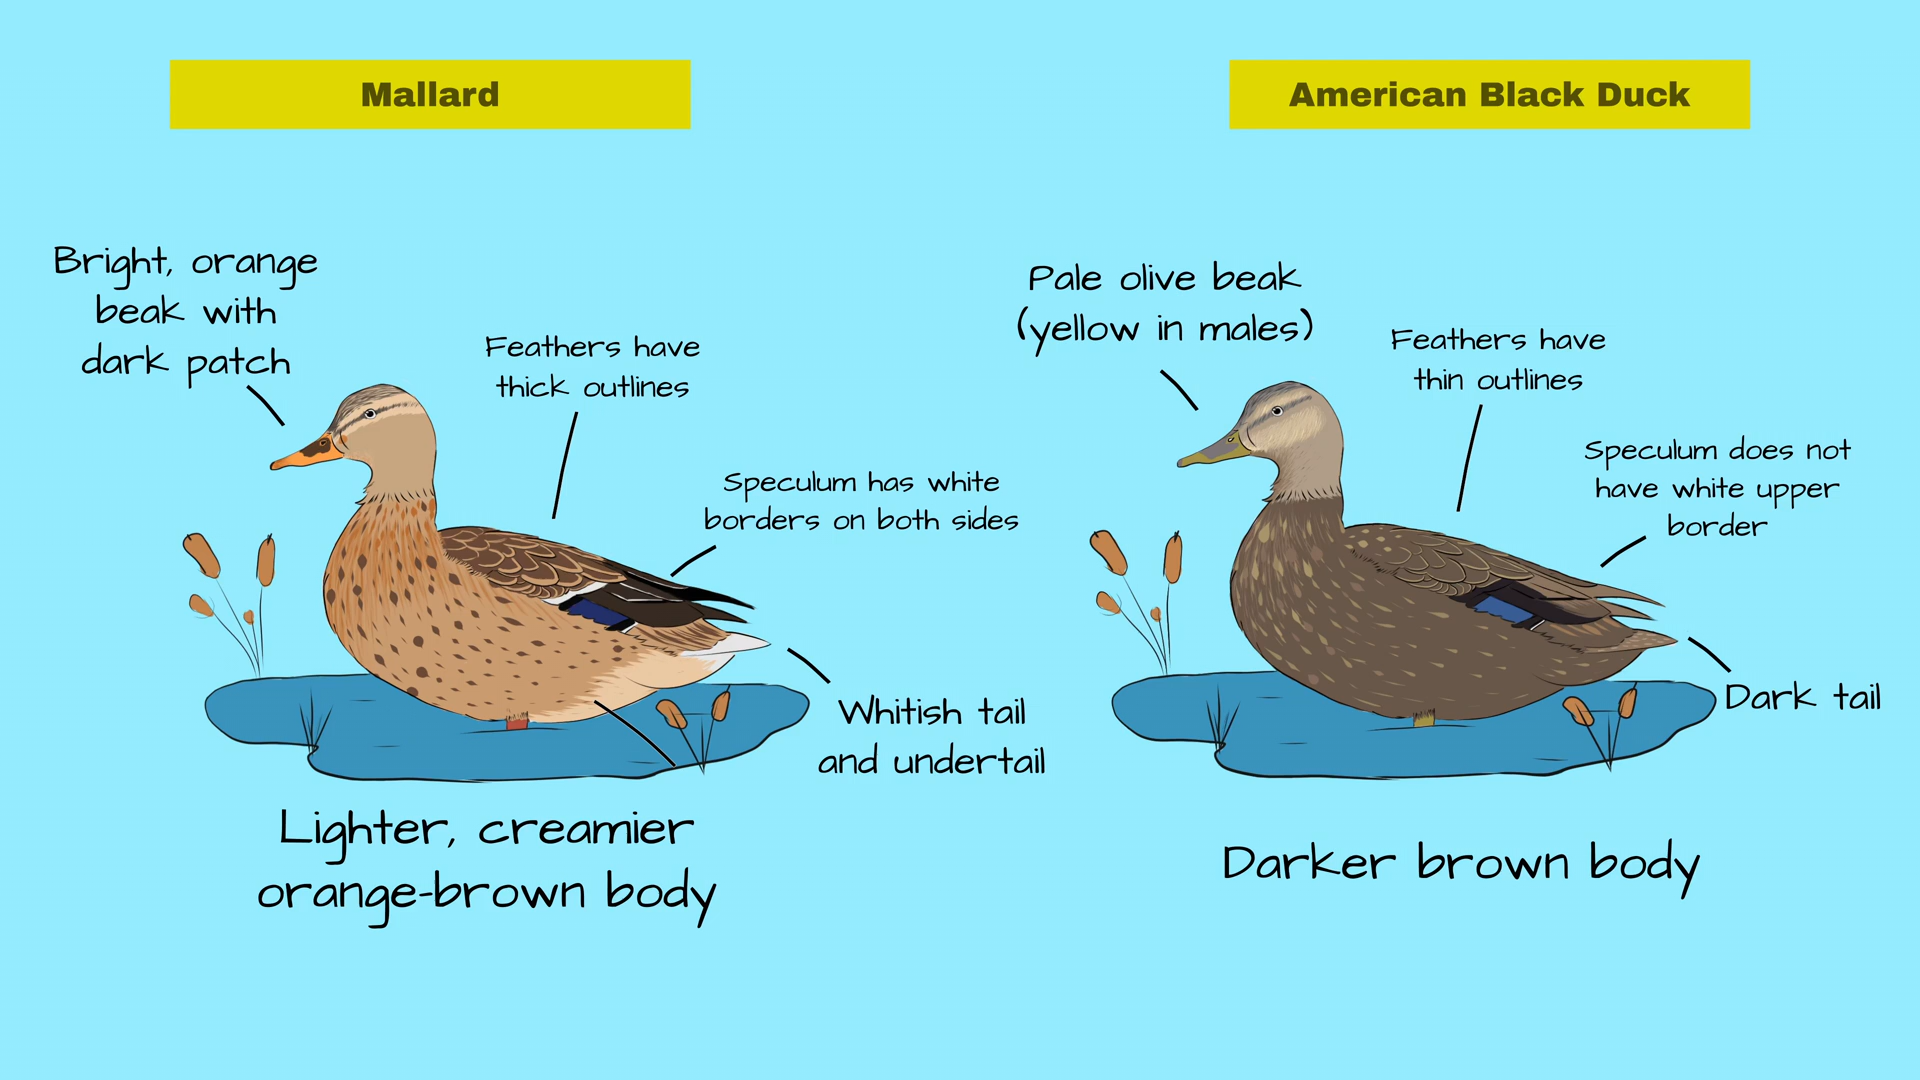 Mallard
Bright, orange
beak with
dark patch
Feathers have
thick outlines
Speculum has white
borders on both sides
Whitish tail
and undertail
Lighter, creamier
orange-brown body
American Black Duck
Pale olive beak
(yellow in males)
Feathers have
thin outlines
Speculum does not
have white upper
border
Dark tail
Darker brown body